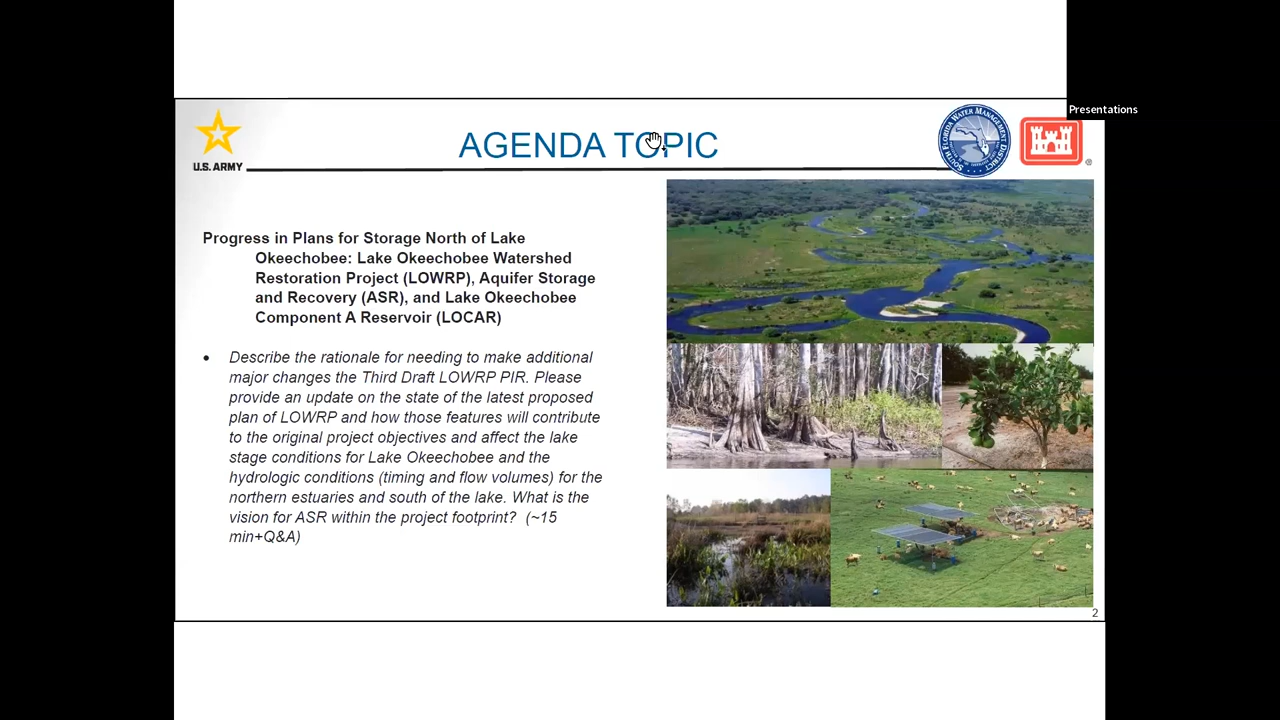 Presentations
AGENDA TOPIC
U.S. ARMY
SOUTH FLORIDA WATER MANAGEMENT DISTRICT
®
Progress in Plans for Storage North of Lake
Okeechobee: Lake Okeechobee Watershed
Restoration Project (LOWRP), Aquifer Storage
and Recovery (ASR), and Lake Okeechobee
Component A Reservoir (LOCAR)
• Describe the rationale for needing to make additional
major changes the Third Draft LOWRP PIR. Please
provide an update on the state of the latest proposed
plan of LOWRP and how those features will contribute
to the original project objectives and affect the lake
stage conditions for Lake Okeechobee and the
hydrologic conditions (timing and flow volumes) for the
northern estuaries and south of the lake. What is the
vision for ASR within the project footprint? (~15
min+Q&A)
2